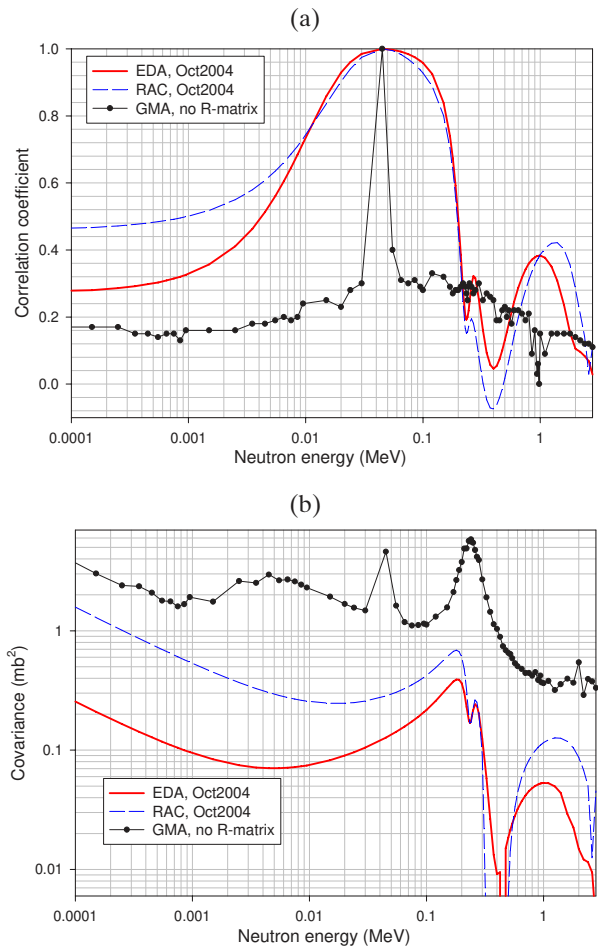 (a)
1.0
0.8
0.6
0.4
0.2
0.0
Correlation coefficient
EDA, Oct2004
RAC, Oct2004
GMA, no R-matrix
0.0001
0.001
0.01
0.1
1
Neutron energy (MeV)
(b)
1
0.1
0.01
Covariance (mb²)
EDA, Oct2004
RAC, Oct2004
GMA, no R-matrix
0.0001
0.001
0.01
0.1
1
Neutron energy (MeV)